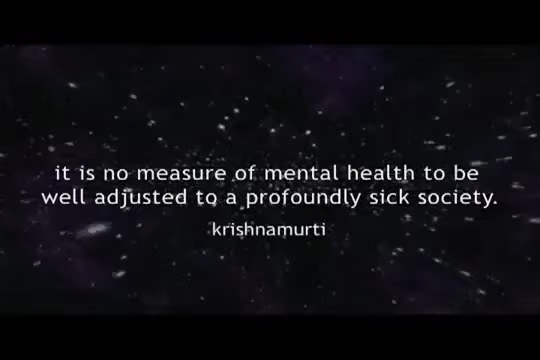 it is no measure of mental health to be
well adjusted to a profoundly sick society.
krishnamurti